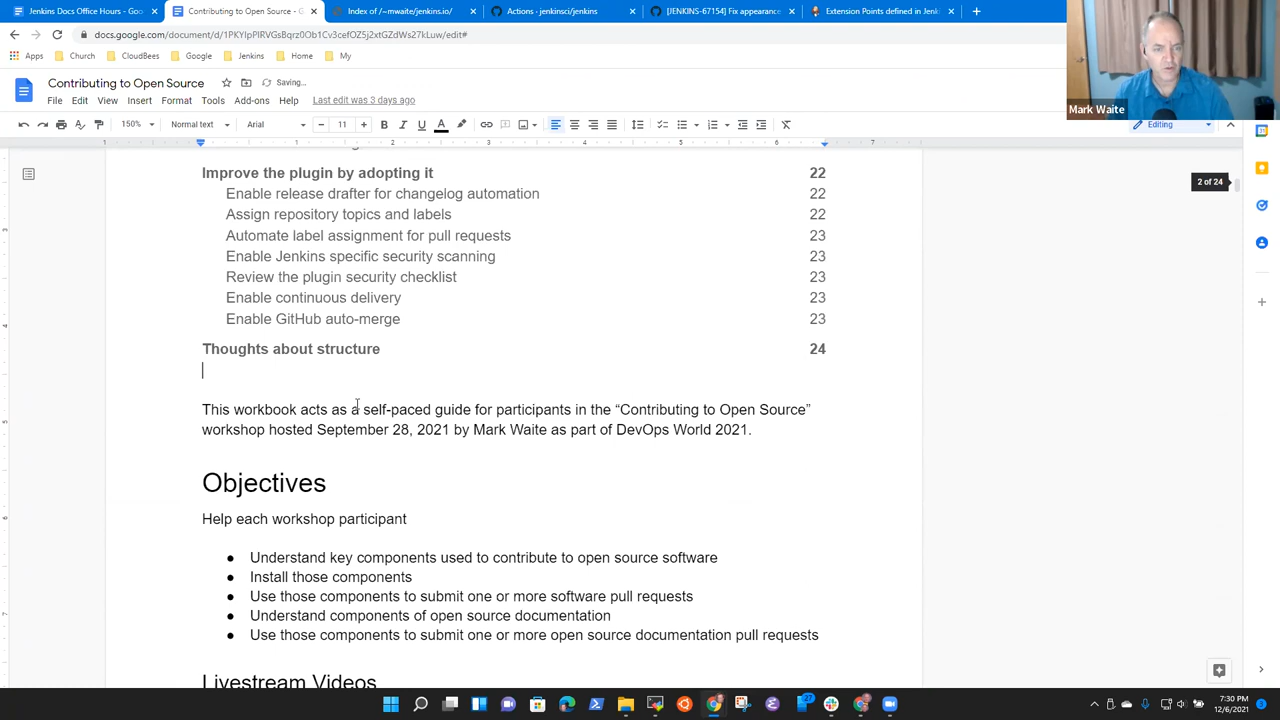 Jenkins Docs Office Hours - Goo
Contributing to Open Source - G
Index of /~mwaite/jenkins.io/
Actions · jenkinsci/jenkins
[JENKINS-67154] Fix appearance
Extension Points defined in Jenk
docs.google.com/document/d/1PKYlpPlRVGsBqrz0Ob1Cv3cefOZ5j2xtGZdWs27kLuw/edit#
Apps Church CloudBees Google Jenkins Home My
Mark Waite
Contributing to Open Source
Saving...
File Edit View Insert Format Tools Add-ons Help Last edit was 3 days ago
150% Normal text Arial 11 Editing
2 of 24
Improve the plugin by adopting it 22
Enable release drafter for changelog automation 22
Assign repository topics and labels 22
Automate label assignment for pull requests 23
Enable Jenkins specific security scanning 23
Review the plugin security checklist 23
Enable continuous delivery 23
Enable GitHub auto-merge 23
Thoughts about structure 24
This workbook acts as a self-paced guide for participants in the “Contributing to Open Source”
workshop hosted September 28, 2021 by Mark Waite as part of DevOps World 2021.
Objectives
Help each workshop participant
● Understand key components used to contribute to open source software
● Install those components
● Use those components to submit one or more software pull requests
● Understand components of open source documentation
● Use those components to submit one or more open source documentation pull requests
Livestream Videos
7:30 PM
12/6/2021